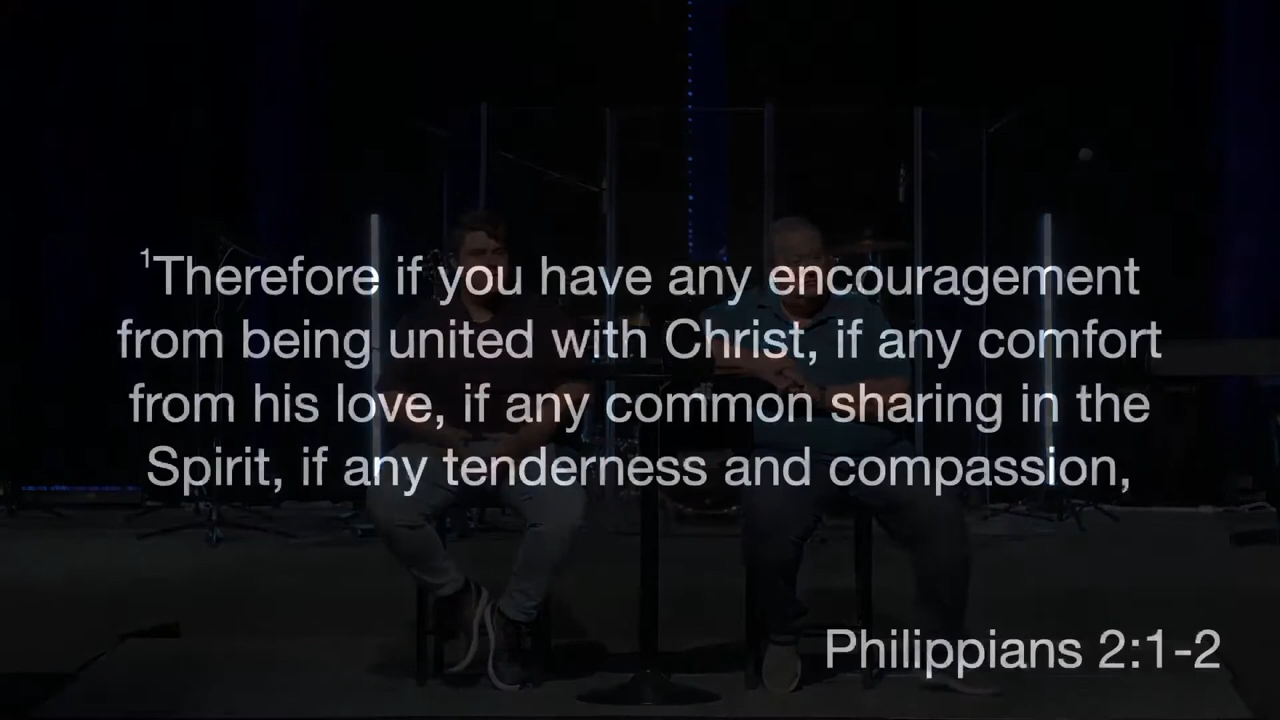 ¹Therefore if you have any encouragement
from being united with Christ, if any comfort
from his love, if any common sharing in the
Spirit, if any tenderness and compassion,
Philippians 2:1-2